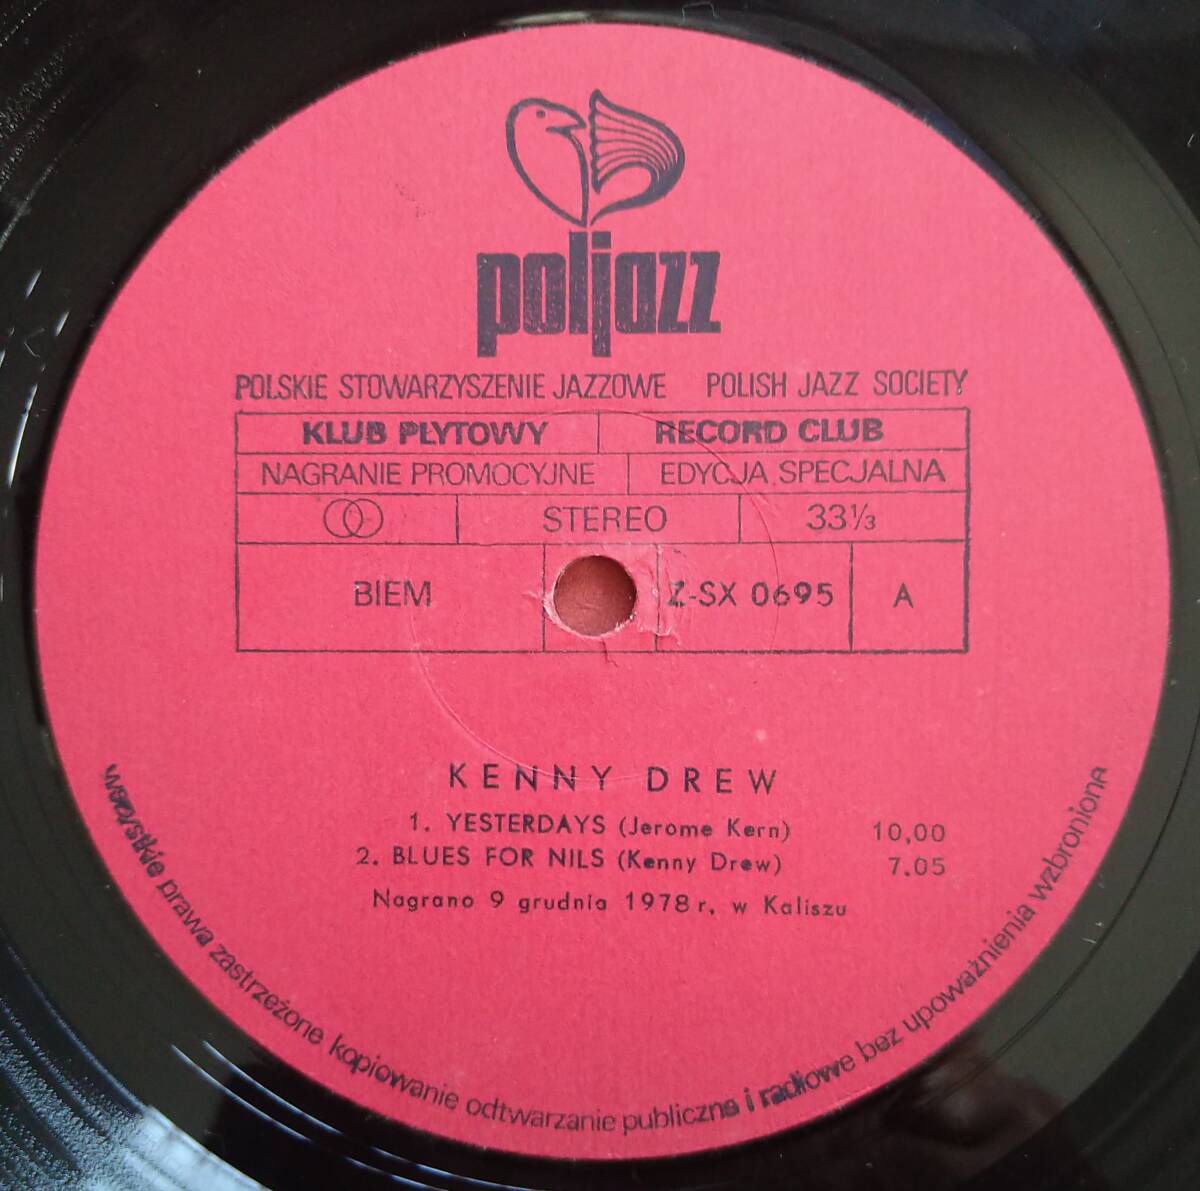 poljazz
POLSKIE STOWARZYSZENIE JAZZOWE POLISH JAZZ SOCIETY
KLUB PŁYTOWY RECORD CLUB
NAGRANIE PROMOCYJNE EDYCJA SPECJALNA
STEREO 33⅓
BIEM Z-SX 0695 A
KENNY DREW
1. YESTERDAYS (Jerome Kern) 10,00
2. BLUES FOR NILS (Kenny Drew) 7.05
Nagrano 9 grudnia 1978 r. w Kaliszu
wszystkie prawa zastrzeżone kopiowanie odtwarzanie publiczne i radiowe bez upoważnienia wzbronione